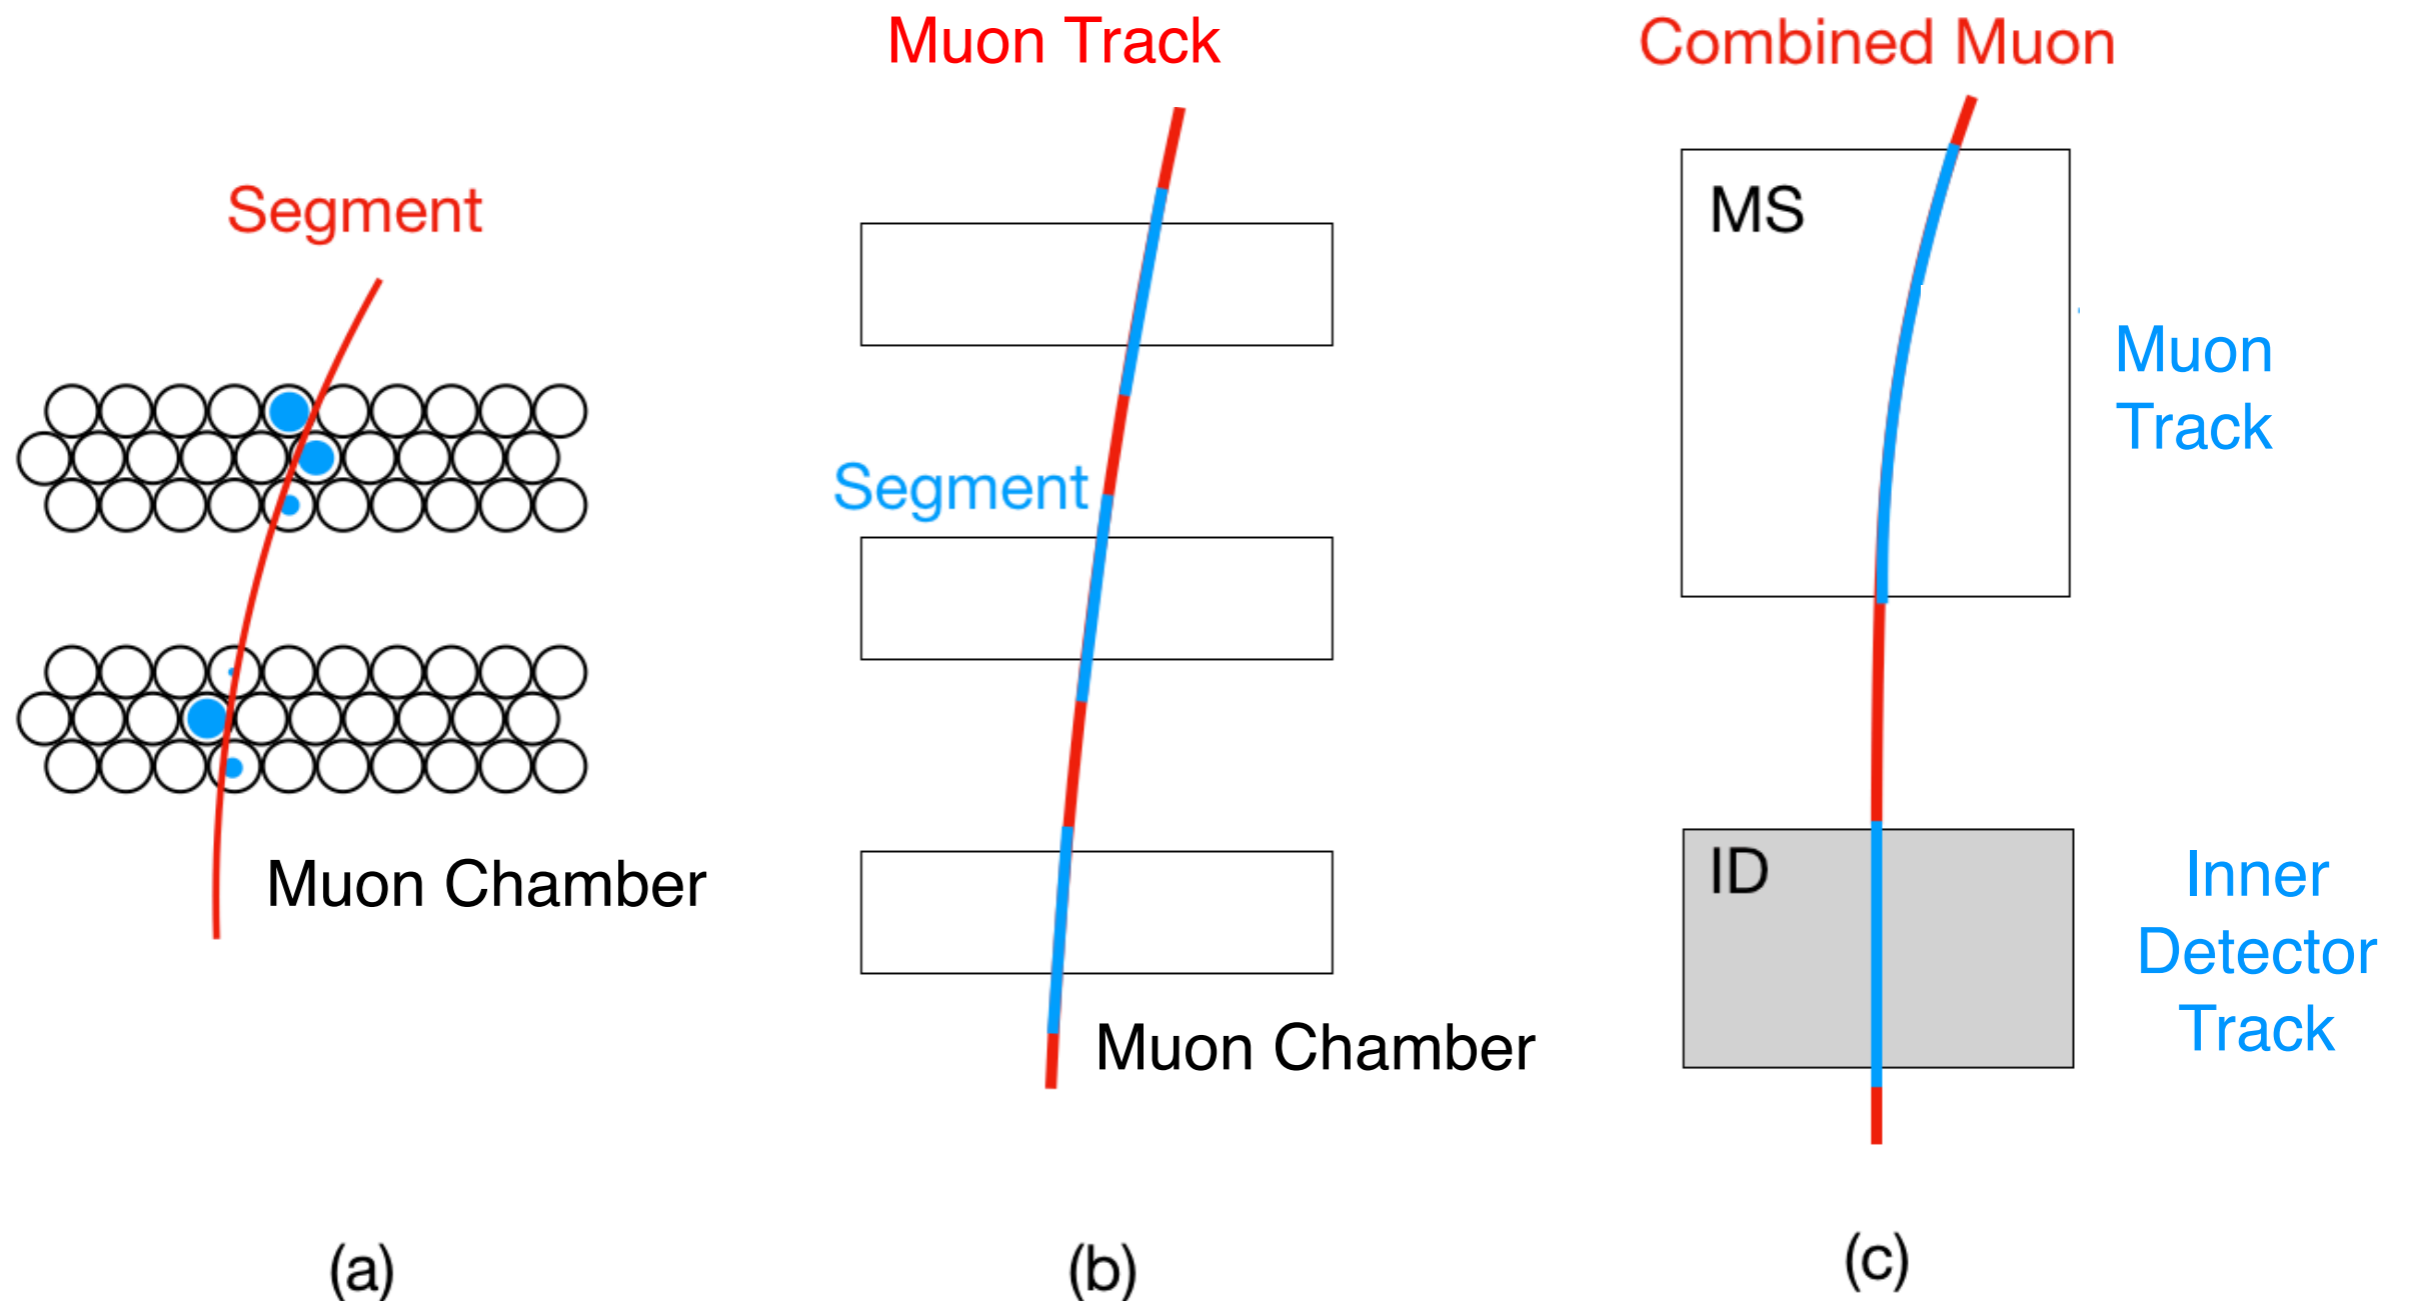 Segment
Muon Chamber
(a)
Muon Track
Segment
Muon Chamber
(b)
Combined Muon
MS
Muon
Track
ID
Inner
Detector
Track
(c)